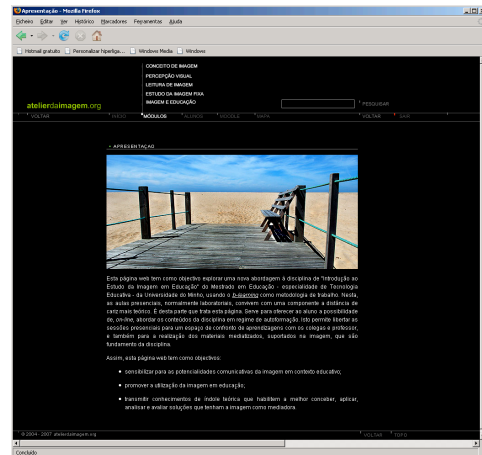 Apresentação - Mozilla Firefox
Ficheiro Editar Ver Histórico Marcadores Ferramentas Ajuda
Hotmail gratuito Personalizar hiperliga... Windows Media Windows
CONCEITO DE IMAGEM
PERCEPÇÃO VISUAL
LEITURA DE IMAGEM
ESTUDO DA IMAGEM FIXA
IMAGEM E EDUCAÇÃO
atelierdaimagem.org
PESQUISAR
VOLTAR INÍCIO MÓDULOS ALUNOS MOODLE MAPA VOLTAR SAIR
APRESENTAÇÃO
Esta página web tem como objectivo explorar uma nova abordagem à disciplina de "Introdução ao
Estudo da Imagem em Educação" do Mestrado em Educação - especialidade de Tecnologia
Educativa - da Universidade do Minho, usando o b-learning como metodologia de trabalho. Nesta,
as aulas presenciais, normalmente laboratoriais, convivem com uma componente a distância de
cariz mais teórico. É desta parte que trata esta página. Serve para oferecer ao aluno a possibilidade
de, on-line, abordar os conteúdos da disciplina em regime de autoformação. Isto permite libertar as
sessões presenciais para um espaço de confronto de aprendizagens com os colegas e professor,
e também para a realização dos materiais mediatizados, suportados na imagem, que são
fundamento da disciplina.
Assim, esta página web tem como objectivos:
sensibilizar para as potencialidades comunicativas da imagem em contexto educativo;
promover a utilização da imagem em educação;
transmitir conhecimentos de índole teórica que habilitem a melhor conceber, aplicar,
analisar e avaliar soluções que tenham a imagem como mediadora.
© 2004 - 2007 atelierdaimagem.org VOLTAR TOPO
Concluído